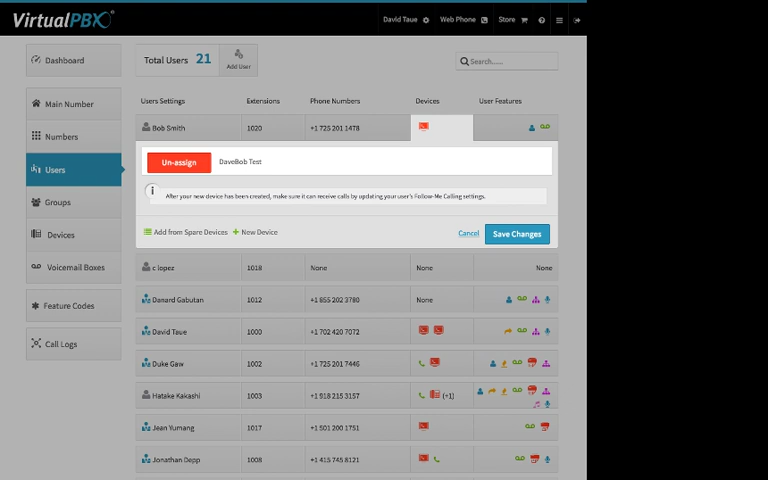 VirtualPBX
David Taue
Web Phone
Store
Dashboard
Main Number
Numbers
Users
Groups
Devices
Voicemail Boxes
Feature Codes
Call Logs
Total Users 21
Add User
Search......
Users Settings Extensions Phone Numbers Devices User Features
Bob Smith 1020 +1 725 201 1478
Un-assign DaveBob Test
After your new device has been created, make sure it can receive calls by updating your user's Follow-Me Calling settings.
Add from Spare Devices + New Device Cancel Save Changes
c lopez 1018 None None None
Danard Gabutan 1012 +1 855 202 3780 None
David Taue 1000 +1 702 420 7072
Duke Gaw 1002 +1 725 201 7446
Hatake Kakashi 1003 +1 918 215 3157 (+1)
Jean Yumang 1017 +1 501 200 1751
Jonathan Depp 1008 +1 415 745 8121